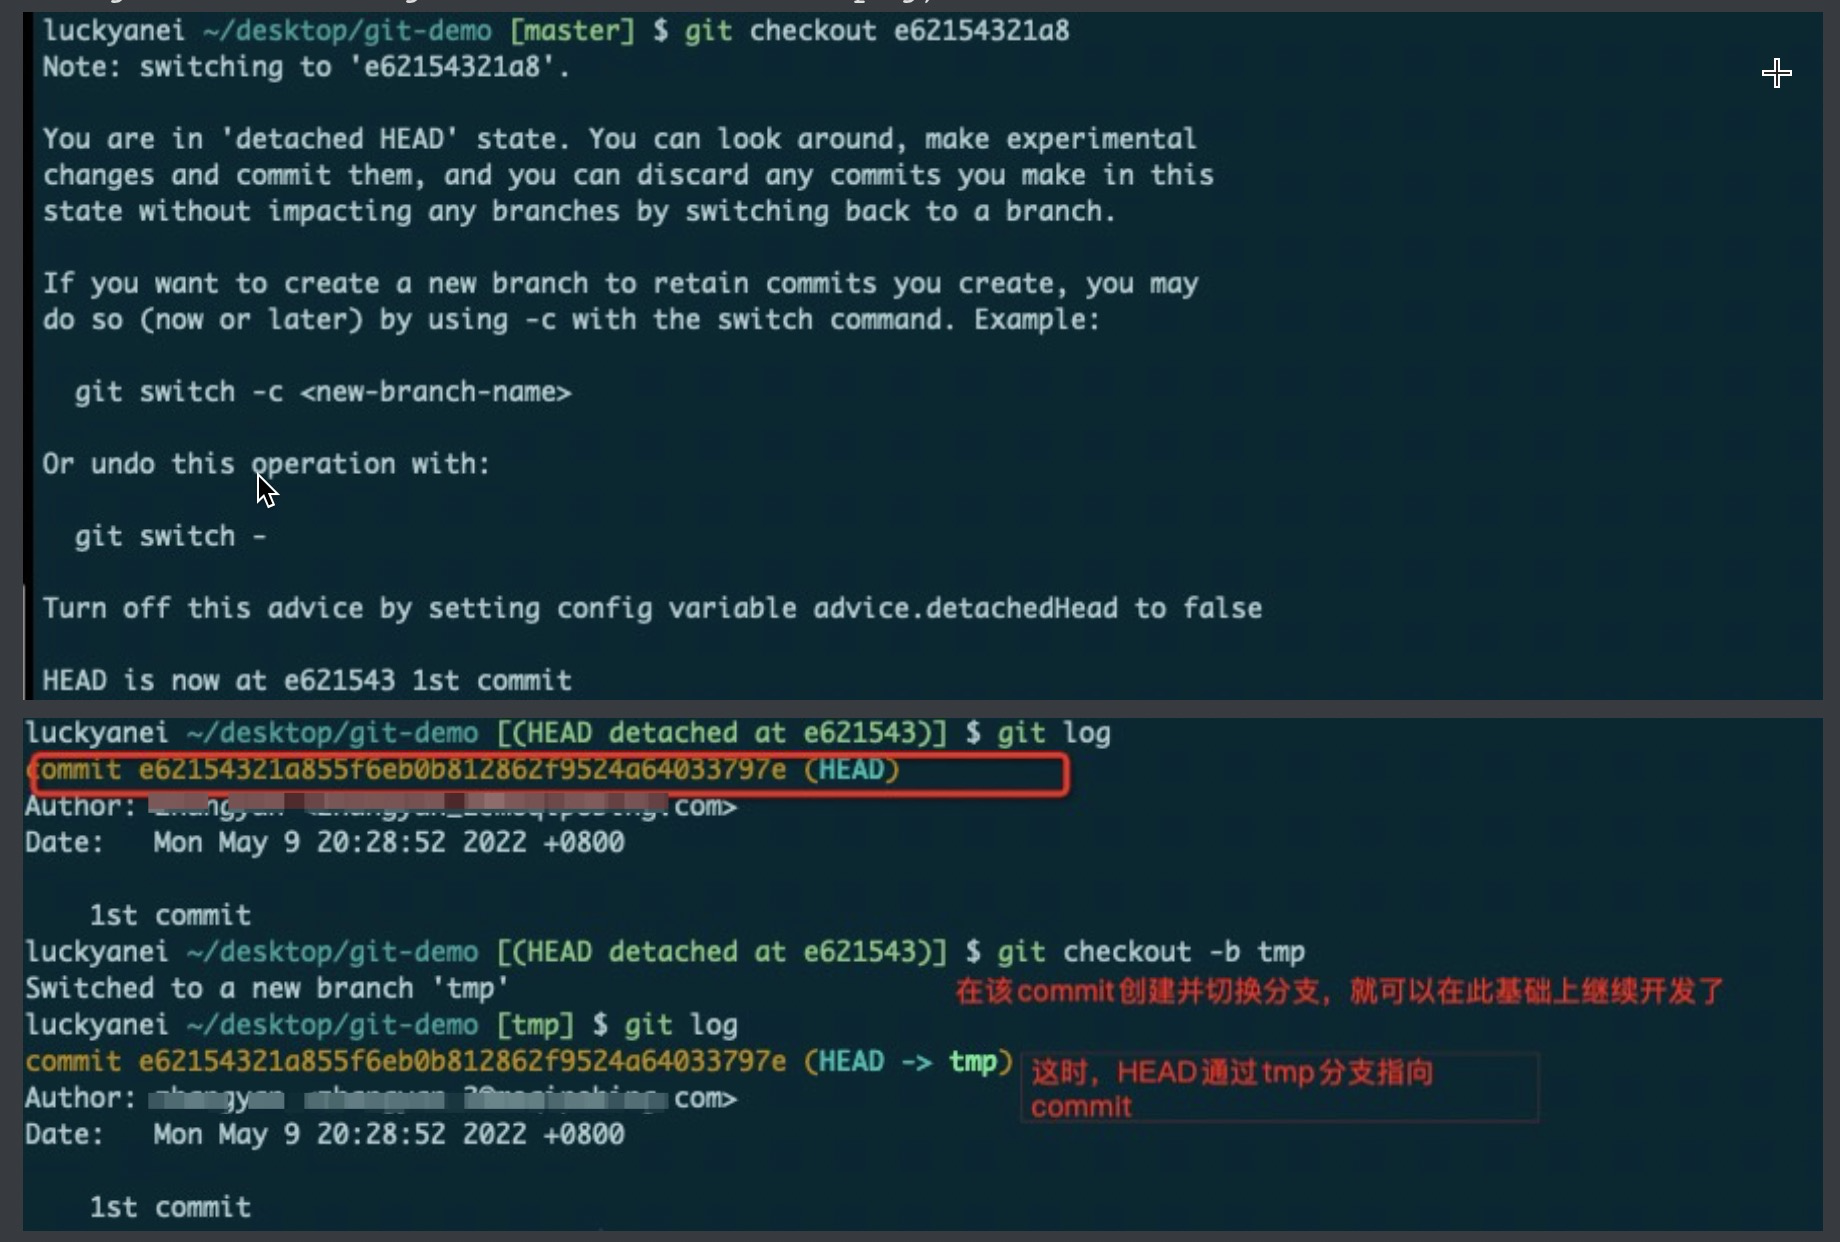 luckyanei ~/desktop/git-demo [master] $ git checkout e62154321a8
Note: switching to 'e62154321a8'.
You are in 'detached HEAD' state. You can look around, make experimental
changes and commit them, and you can discard any commits you make in this
state without impacting any branches by switching back to a branch.
If you want to create a new branch to retain commits you create, you may
do so (now or later) by using -c with the switch command. Example:
git switch -c <new-branch-name>
Or undo this operation with:
git switch -
Turn off this advice by setting config variable advice.detachedHead to false
HEAD is now at e621543 1st commit
luckyanei ~/desktop/git-demo [(HEAD detached at e621543)] $ git log
commit e62154321a855f6eb0b812862f9524a64033797e (HEAD)
Author: .com>
Date: Mon May 9 20:28:52 2022 +0800
1st commit
luckyanei ~/desktop/git-demo [(HEAD detached at e621543)] $ git checkout -b tmp
Switched to a new branch 'tmp'
在该commit创建并切换分支，就可以在此基础上继续开发了
luckyanei ~/desktop/git-demo [tmp] $ git log
commit e62154321a855f6eb0b812862f9524a64033797e (HEAD -> tmp)
这时，HEAD通过tmp分支指向
commit
Author: com>
Date: Mon May 9 20:28:52 2022 +0800
1st commit